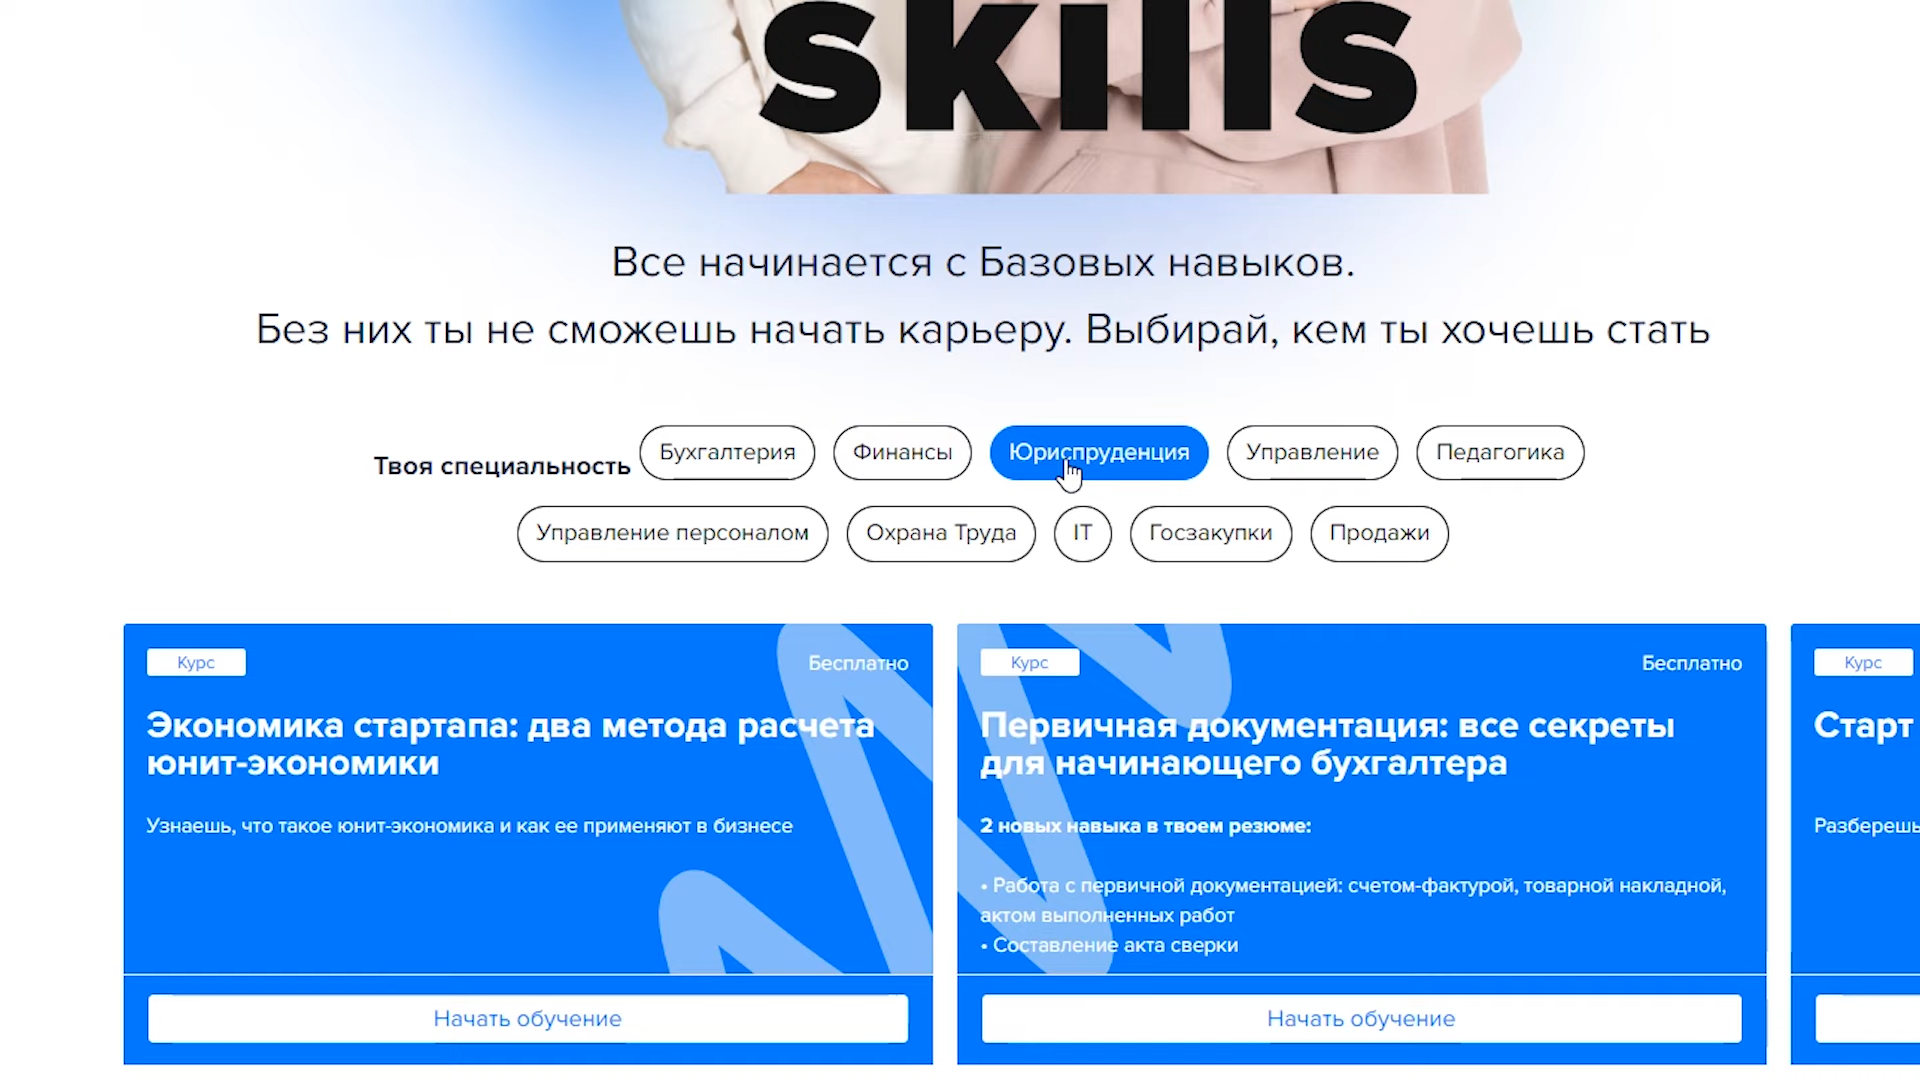 skills
Все начинается с Базовых навыков.
Без них ты не сможешь начать карьеру. Выбирай, кем ты хочешь стать
Твоя специальность Бухгалтерия Финансы Юриспруденция Управление Педагогика
Управление персоналом Охрана Труда IT Госзакупки Продажи
Курс Бесплатно
Экономика стартапа: два метода расчета
юнит-экономики
Узнаешь, что такое юнит-экономика и как ее применяют в бизнесе
Начать обучение
Курс Бесплатно
Первичная документация: все секреты
для начинающего бухгалтера
2 новых навыка в твоем резюме:
• Работа с первичной документацией: счетом-фактурой, товарной накладной,
актом выполненных работ
• Составление акта сверки
Начать обучение
Курс
Старт
Разберешь